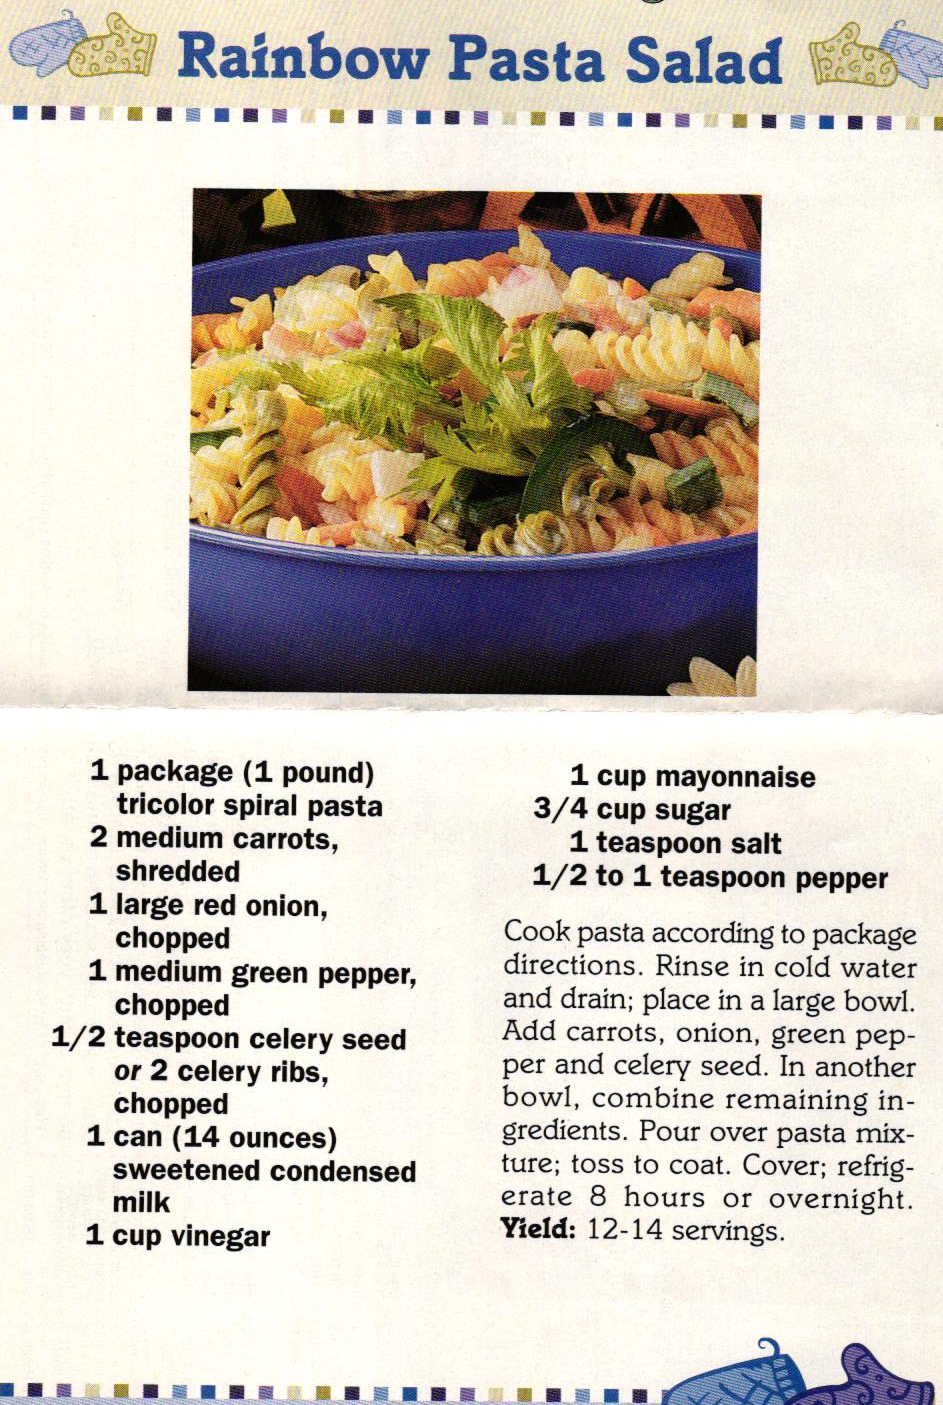 Rainbow Pasta Salad
1 package (1 pound)
tricolor spiral pasta
2 medium carrots,
shredded
1 large red onion,
chopped
1 medium green pepper,
chopped
1/2 teaspoon celery seed
or 2 celery ribs,
chopped
1 can (14 ounces)
sweetened condensed
milk
1 cup vinegar
1 cup mayonnaise
3/4 cup sugar
1 teaspoon salt
1/2 to 1 teaspoon pepper
Cook pasta according to package
directions. Rinse in cold water
and drain; place in a large bowl.
Add carrots, onion, green pep-
per and celery seed. In another
bowl, combine remaining in-
gredients. Pour over pasta mix-
ture; toss to coat. Cover; refrig-
erate 8 hours or overnight.
Yield: 12-14 servings.